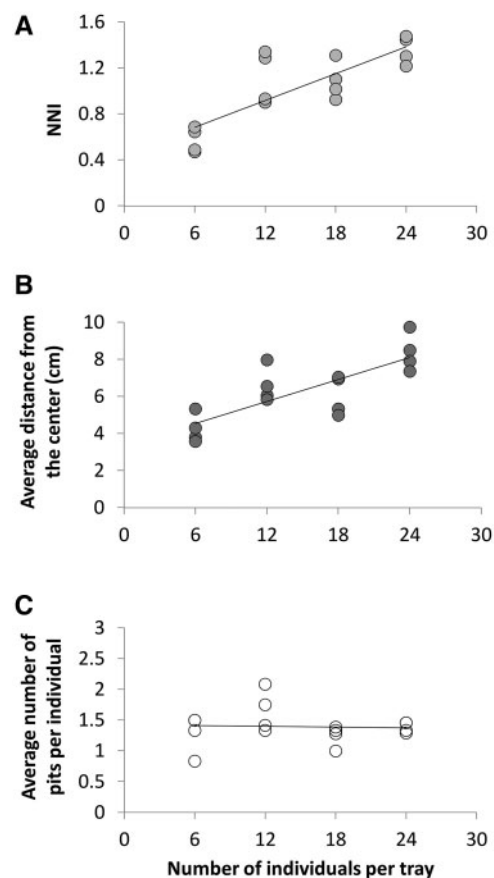 A
1.6
1.2
0.8
0.4
0
NNI
0 6 12 18 24 30
B
10
8
6
4
2
0
Average distance from
the center (cm)
0 6 12 18 24 30
C
3
2.5
2
1.5
1
0.5
0
Average number of
pits per individual
0 6 12 18 24 30
Number of individuals per tray